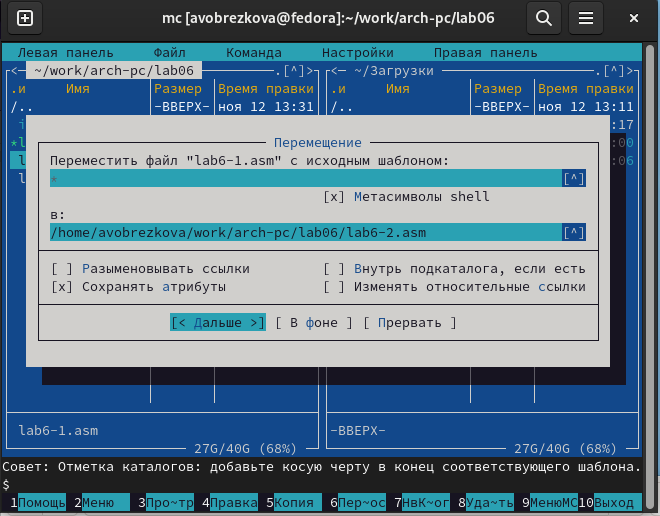 mc [avobrezkova@fedora]:~/work/arch-pc/lab06
Левая панель Файл Команда Настройки Правая панель
<─ ~/work/arch-pc/lab06 .[^]> <─ ~/Загрузки .[^]>
.и Имя Размер Время правки .и Имя Размер Время правки
/.. -ВВЕРХ- ноя 12 13:31 /.. -ВВЕРХ- ноя 12 13:11
i :17
Перемещение
*l :00
Переместить файл "lab6-1.asm" с исходным шаблоном:
l :06
* [^]
l
[x] Метасимволы shell
в:
/home/avobrezkova/work/arch-pc/lab06/lab6-2.asm [^]
[ ] Разыменовывать ссылки [ ] Внутрь подкаталога, если есть
[x] Сохранять атрибуты [ ] Изменять относительные ссылки
[< Дальше >] [ В фоне ] [ Прервать ]
lab6-1.asm -ВВЕРХ-
27G/40G (68%) 27G/40G (68%)
Совет: Отметка каталогов: добавьте косую черту в конец соответствующего шаблона.
$
1Помощь 2Меню 3Про~тр 4Правка 5Копия 6Пер~ос 7НвК~ог 8Уда~ть 9МенюMC 10Выход